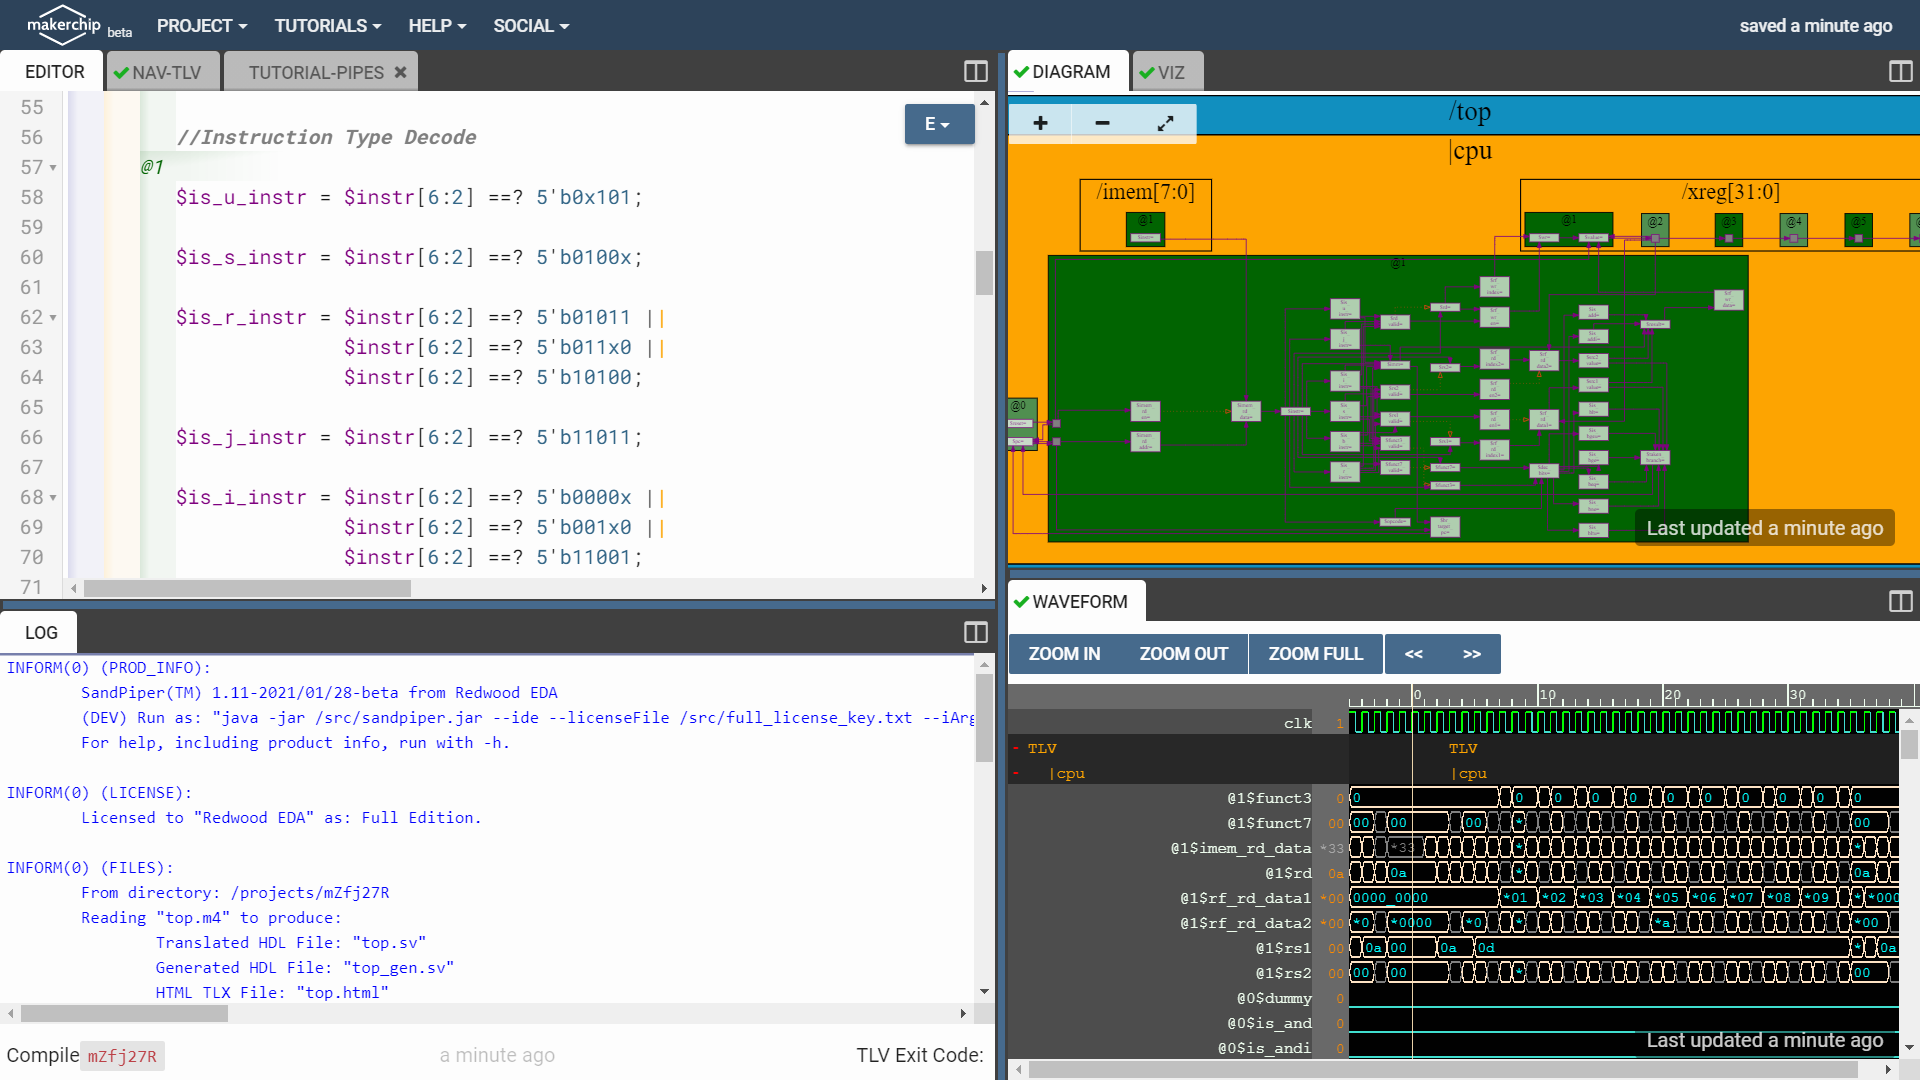 makerchip beta PROJECT TUTORIALS HELP SOCIAL saved a minute ago
EDITOR NAV-TLV TUTORIAL-PIPES
55
56 //Instruction Type Decode
57 @1
58 $is_u_instr = $instr[6:2] ==? 5'b0x101;
59
60 $is_s_instr = $instr[6:2] ==? 5'b0100x;
61
62 $is_r_instr = $instr[6:2] ==? 5'b01011 ||
63 $instr[6:2] ==? 5'b011x0 ||
64 $instr[6:2] ==? 5'b10100;
65
66 $is_j_instr = $instr[6:2] ==? 5'b11011;
67
68 $is_i_instr = $instr[6:2] ==? 5'b0000x ||
69 $instr[6:2] ==? 5'b001x0 ||
70 $instr[6:2] ==? 5'b11001;
71
E
LOG
INFORM(0) (PROD_INFO):
SandPiper(TM) 1.11-2021/01/28-beta from Redwood EDA
(DEV) Run as: "java -jar /src/sandpiper.jar --ide --licenseFile /src/full_license_key.txt --iArg
For help, including product info, run with -h.
INFORM(0) (LICENSE):
Licensed to "Redwood EDA" as: Full Edition.
INFORM(0) (FILES):
From directory: /projects/mZfj27R
Reading "top.m4" to produce:
Translated HDL File: "top.sv"
Generated HDL File: "top_gen.sv"
HTML TLX File: "top.html"
Compile mZfj27R a minute ago TLV Exit Code:
DIAGRAM VIZ
/top
|cpu
/imem[7:0] /xreg[31:0]
@1 @1 @2 @3 @4 @5
@1
@0
Last updated a minute ago
WAVEFORM
ZOOM IN ZOOM OUT ZOOM FULL << >>
0 10 20 30
clk 1
- TLV TLV
- |cpu |cpu
@1$funct3 0 0 0 0 0 0 0 0 0 0 0 0
@1$funct7 00 00 00 00 * 00
@1$imem_rd_data *33 *33 * *
@1$rd 0a 0a * 0a
@1$rf_rd_data1 *00 0000_0000 *01 *02 *03 *04 *05 *06 *07 *08 *09 * *000
@1$rf_rd_data2 *00 *0 *0000 *0 * *a *00
@1$rs1 00 0a 00 0a 0d * 0a
@1$rs2 00 00 00 * 00
@0$dummy 0
@0$is_and 0
@0$is_andi 0
Last updated a minute ago